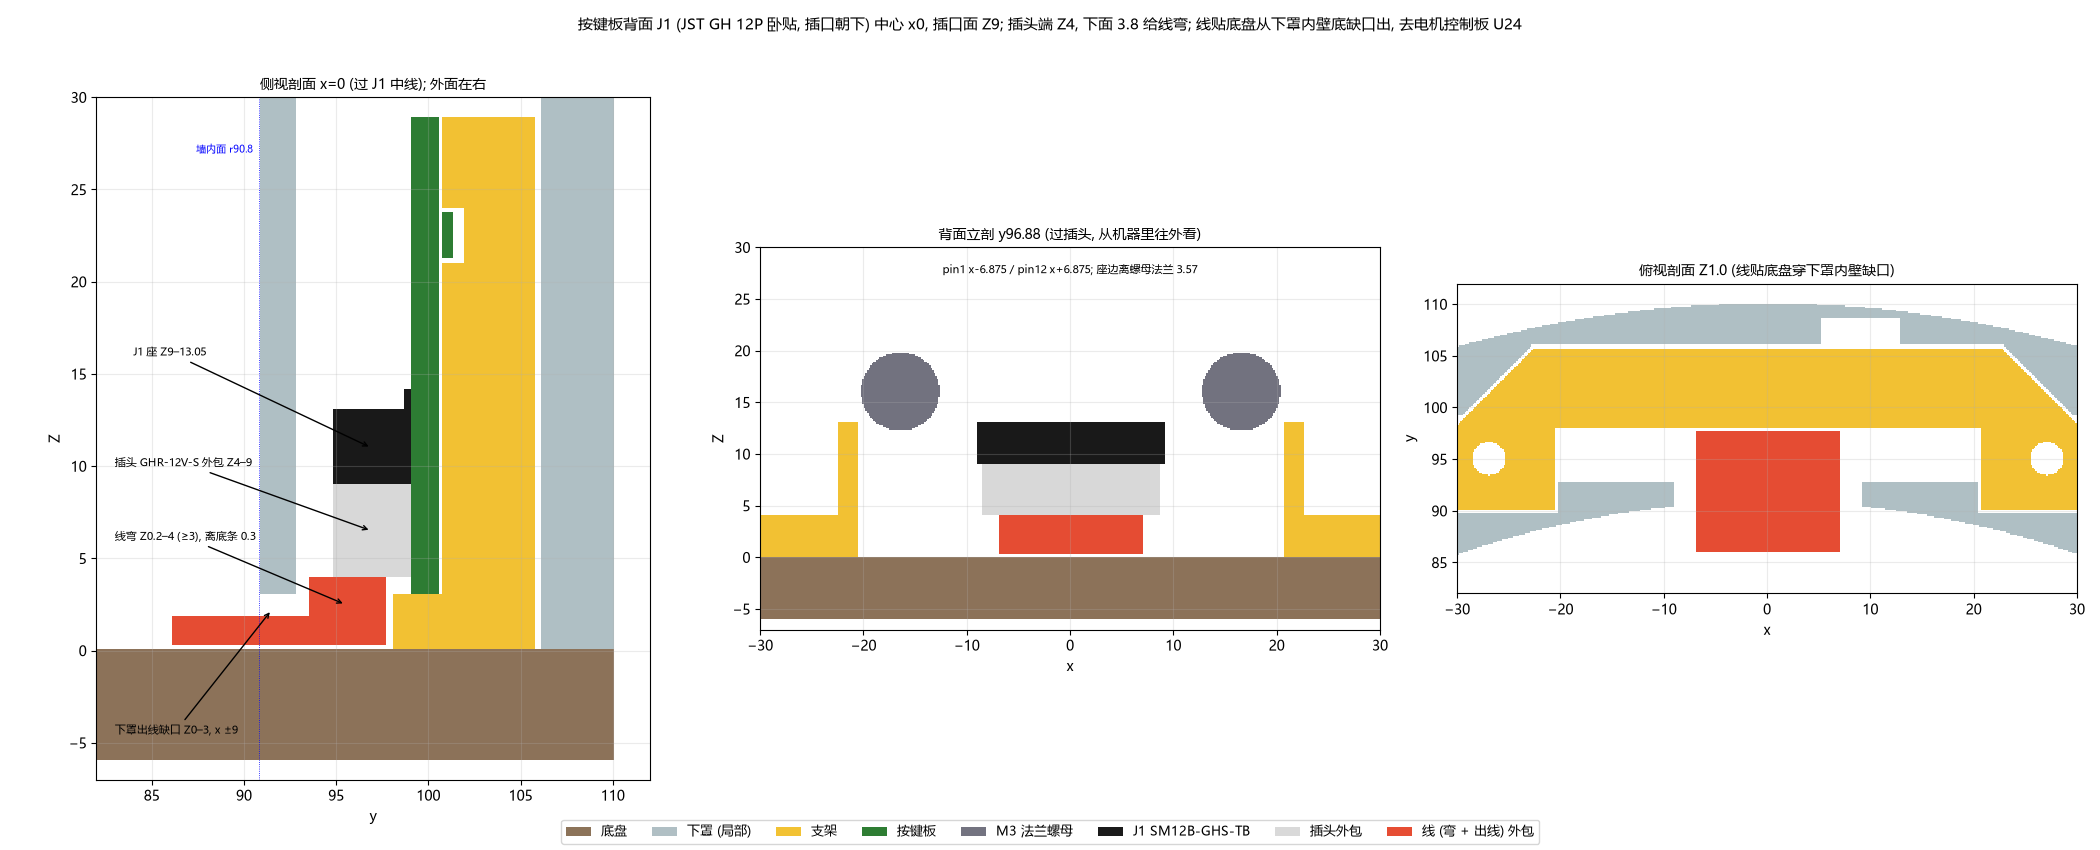 按键板背面 J1 (JST GH 12P 卧贴, 插口朝下) 中心 x0, 插口面 Z9; 插头端 Z4, 下面 3.8 给线弯; 线贴底盘从下罩内壁底缺口出, 去电机控制板 U24
侧视剖面 x=0 (过 J1 中线); 外面在右
30
25
20
15
10
5
0
−5
Z
墙内面 r90.8
J1 座 Z9–13.05
插头 GHR-12V-S 外包 Z4–9
线弯 Z0.2–4 (≥3), 离底条 0.3
下罩出线缺口 Z0–3, x ±9
85
90
95
100
105
110
y
背面立剖 y96.88 (过插头, 从机器里往外看)
pin1 x-6.875 / pin12 x+6.875; 座边离螺母法兰 3.57
30
25
20
15
10
5
0
−5
Z
−30
−20
−10
0
10
20
30
x
俯视剖面 Z1.0 (线贴底盘穿下罩内壁缺口)
110
105
100
95
90
85
y
−30
−20
−10
0
10
20
30
x
底盘
下罩 (局部)
支架
按键板
M3 法兰螺母
J1 SM12B-GHS-TB
插头外包
线 (弯 + 出线) 外包